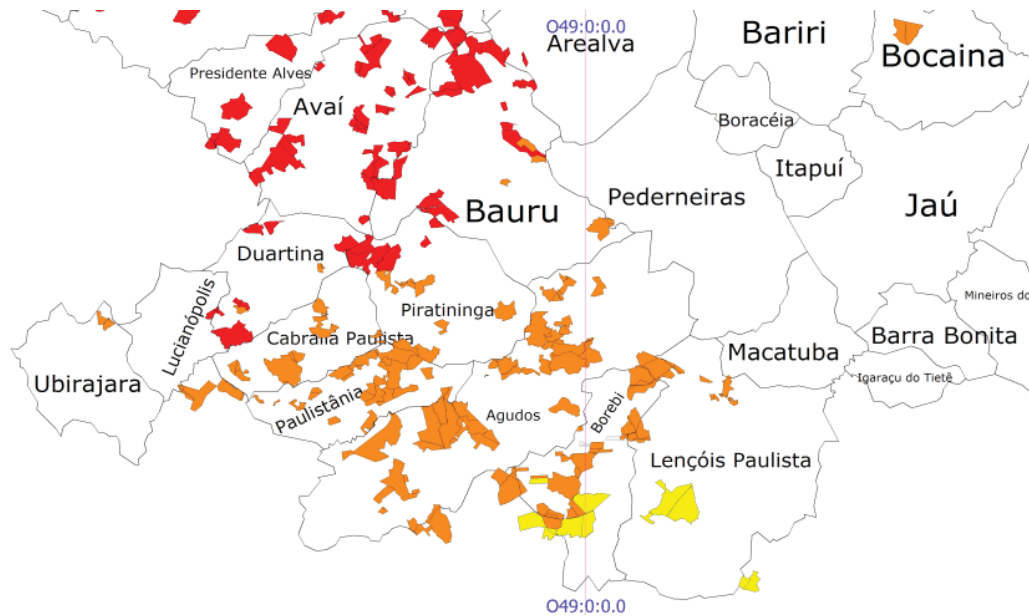 O49:0:0.0
Bariri
Arealva
Bocaina
Presidente Alves
Avaí
Boracéia
Itapuí
Pederneiras
Bauru
Jaú
Duartina
Lucianópolis
Mineiros do
Piratininga
Cabralia Paulista
Barra Bonita
Macatuba
Ubirajara
Igaraçu do Tietê
Paulistânia
Borebi
Agudos
Lençóis Paulista
O49:0:0.0